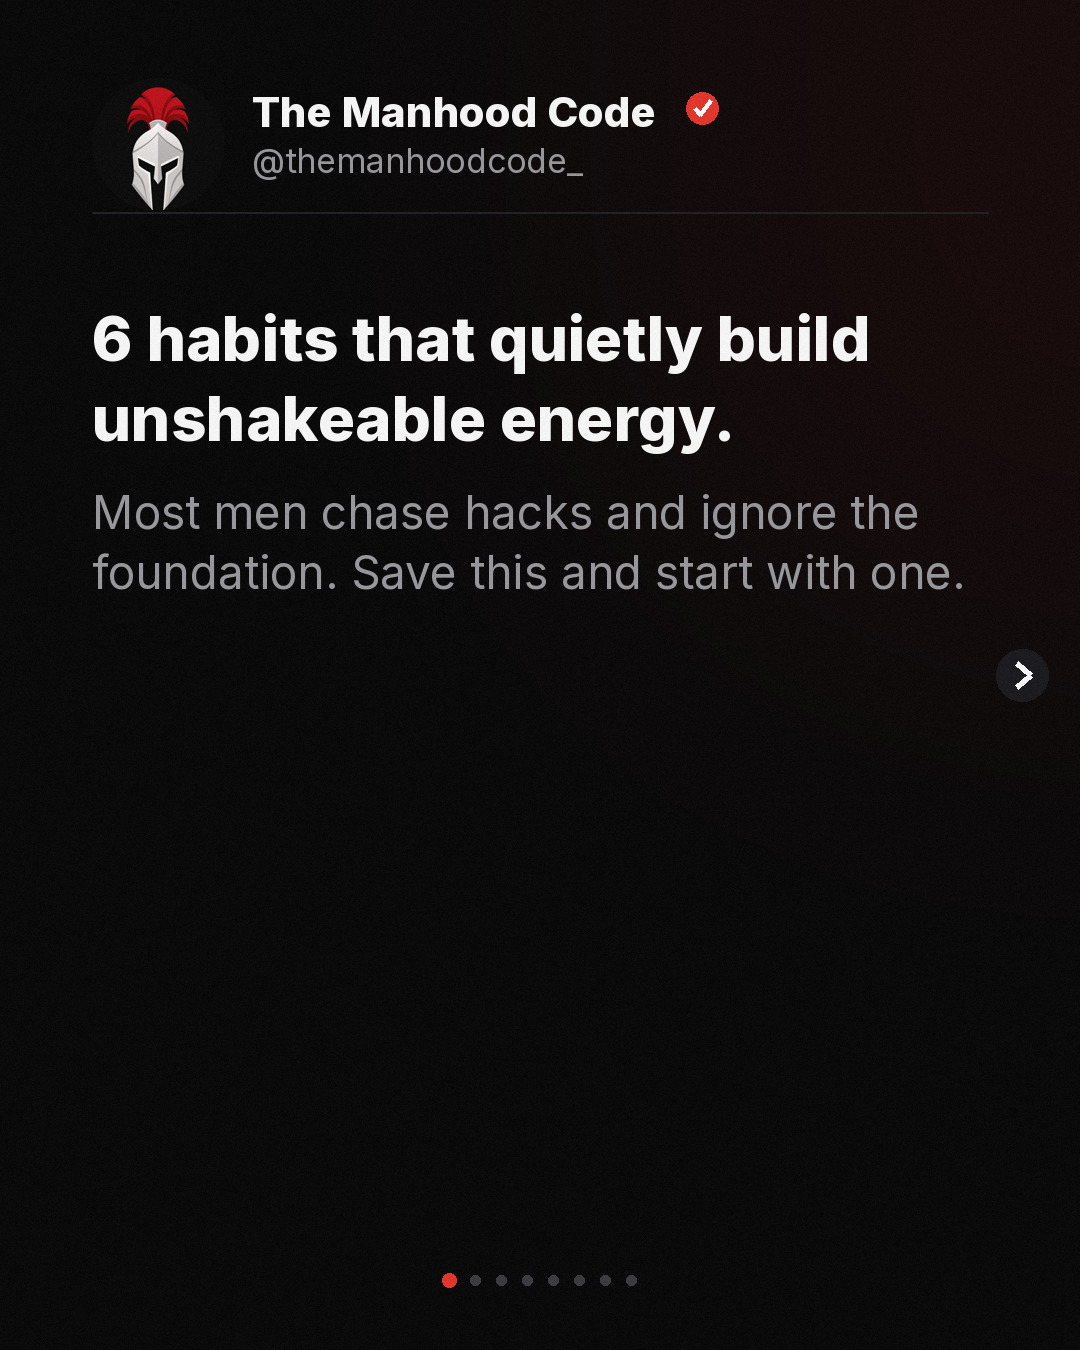 The Manhood Code
@themanhoodcode_
6 habits that quietly build
unshakeable energy.
Most men chase hacks and ignore the
foundation. Save this and start with one.